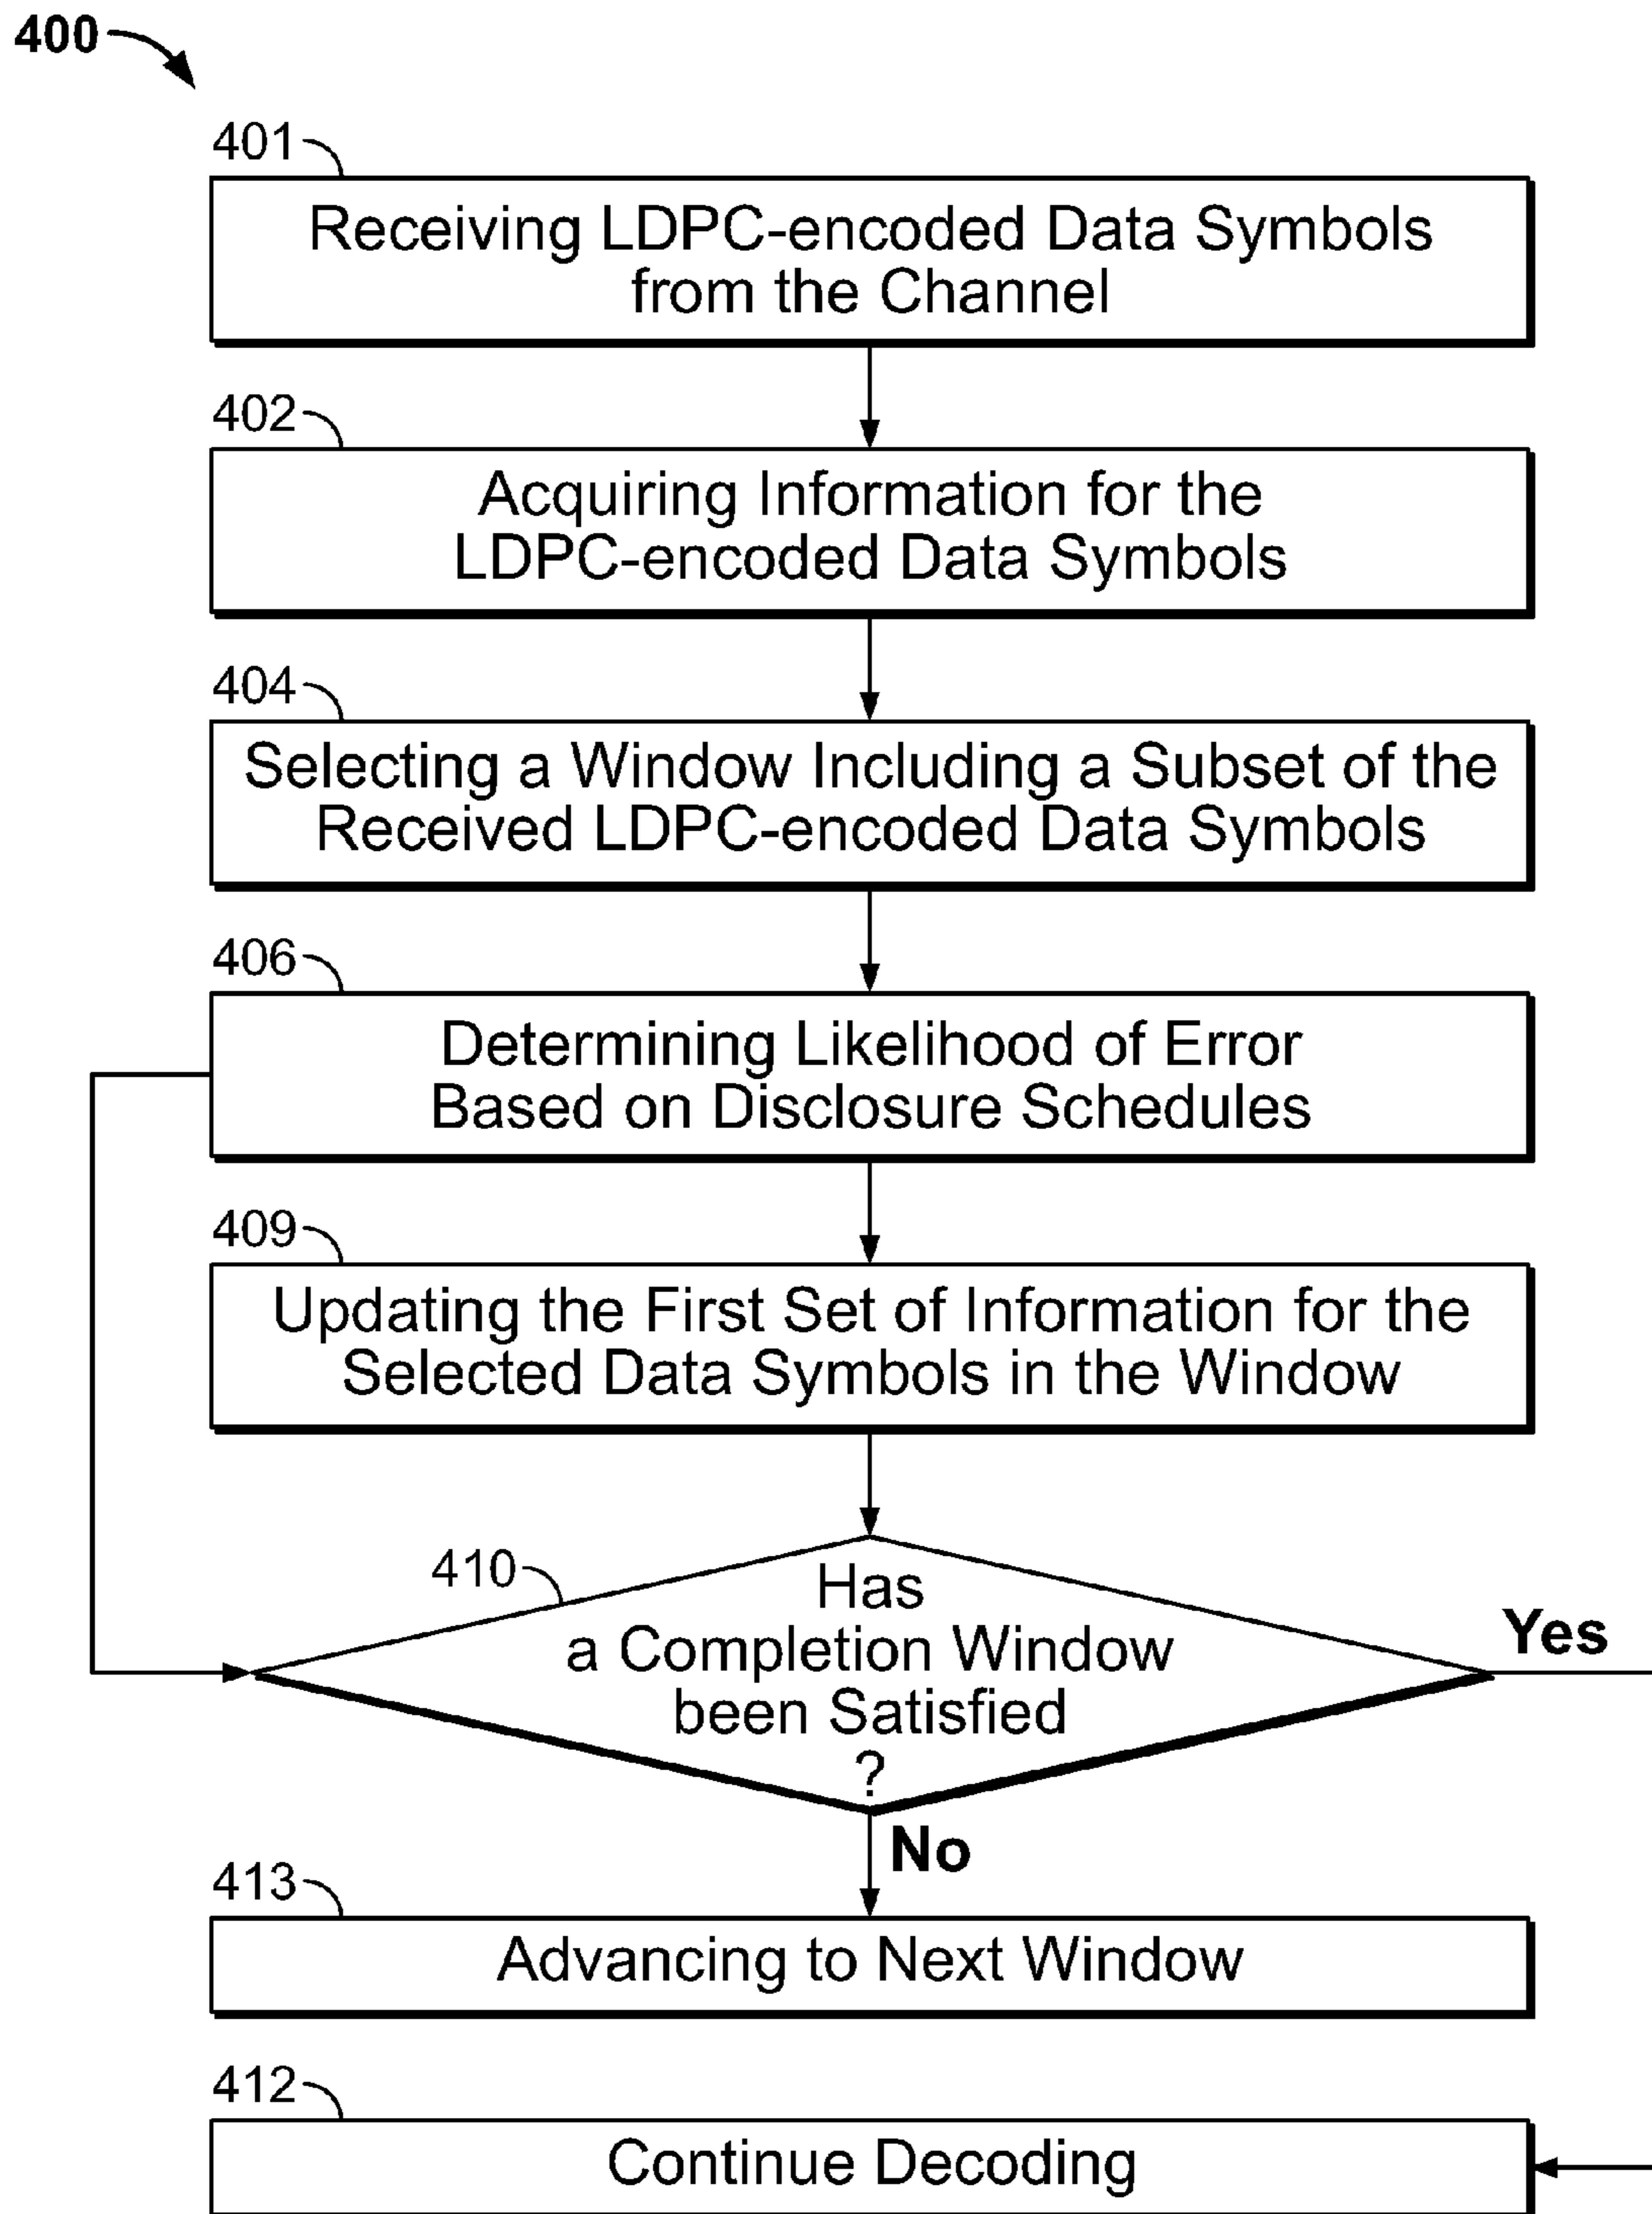 400
401
Receiving LDPC-encoded Data Symbols
from the Channel
402
Acquiring Information for the
LDPC-encoded Data Symbols
404
Selecting a Window Including a Subset of the
Received LDPC-encoded Data Symbols
406
Determining Likelihood of Error
Based on Disclosure Schedules
409
Updating the First Set of Information for the
Selected Data Symbols in the Window
410
Has
a Completion Window
been Satisfied
?
Yes
No
413
Advancing to Next Window
412
Continue Decoding